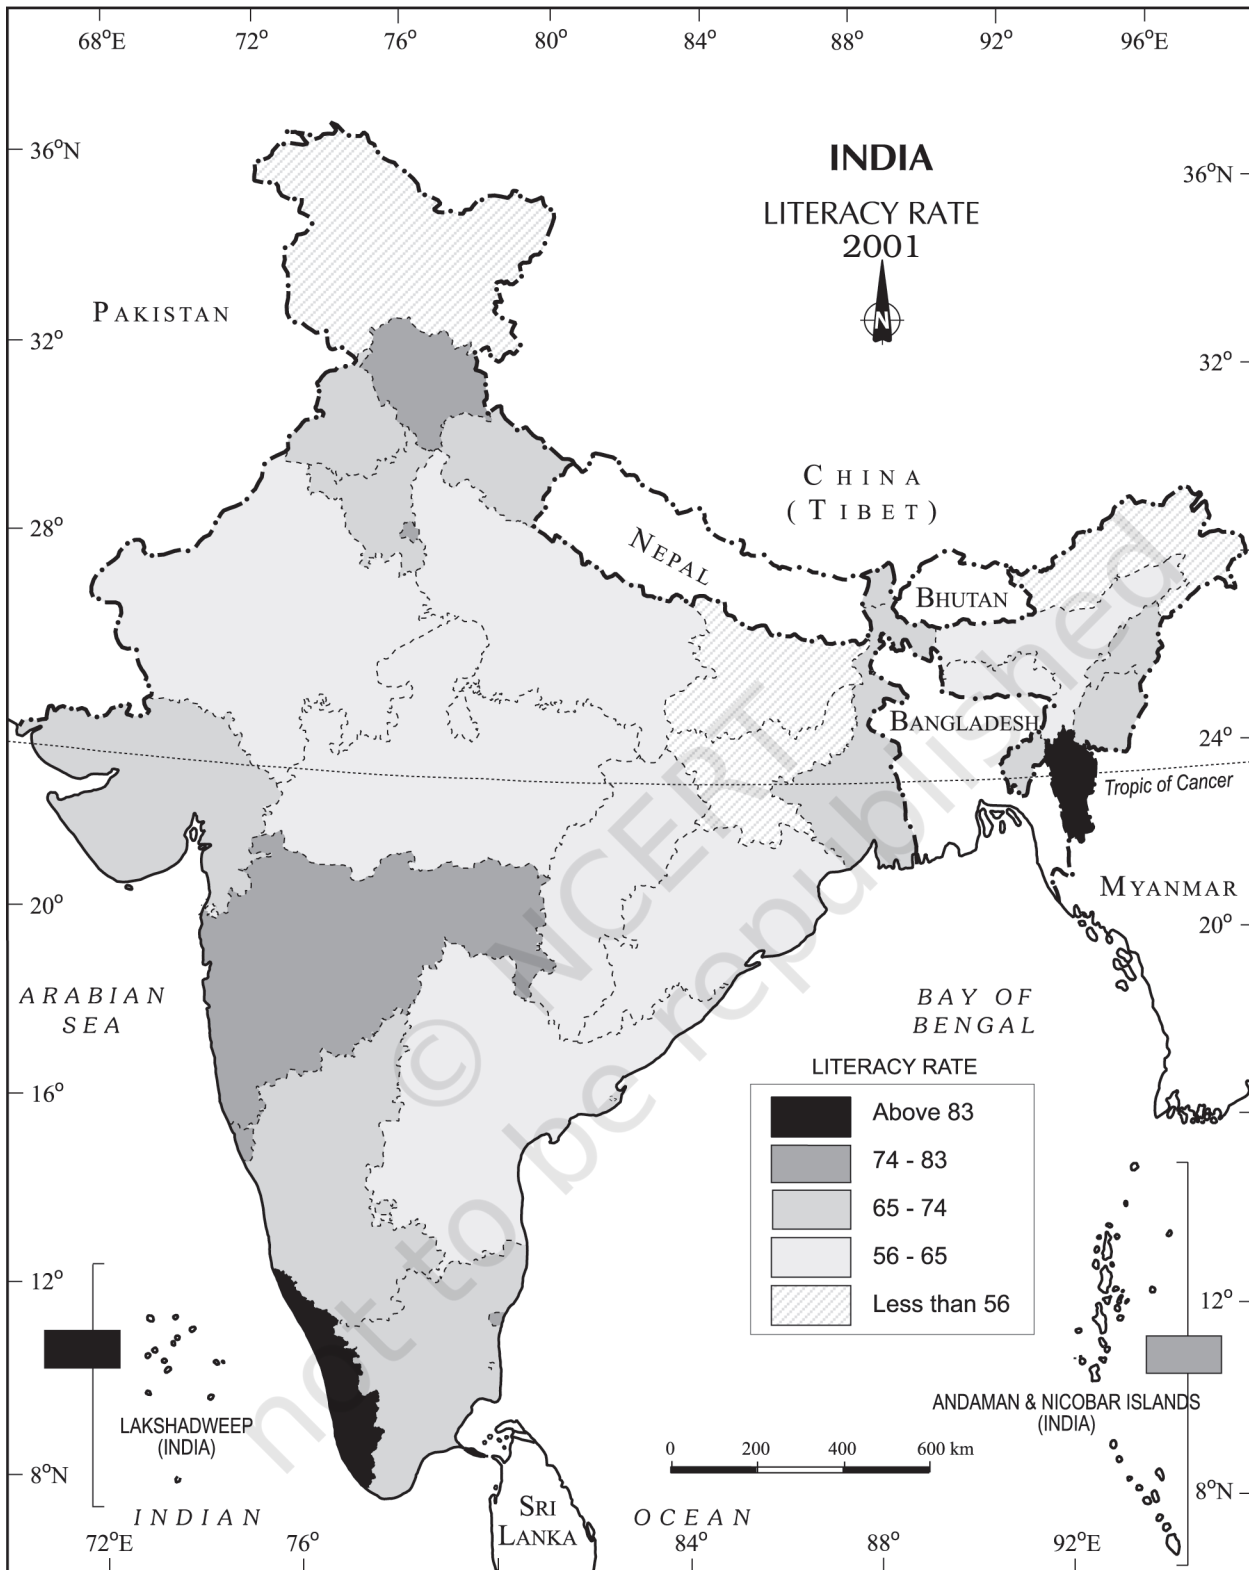 68°E 72° 76° 80° 84° 88° 92° 96°E
36°N
INDIA
36°N
LITERACY RATE
2001
N
PAKISTAN
32°
32°
CHINA
(TIBET)
28°
NEPAL
BHUTAN
BANGLADESH
24°
Tropic of Cancer
MYANMAR
20°
20°
ARABIAN
SEA
BAY OF
BENGAL
LITERACY RATE
Above 83
74 - 83
65 - 74
56 - 65
Less than 56
16°
12°
12°
LAKSHADWEEP
(INDIA)
ANDAMAN & NICOBAR ISLANDS
(INDIA)
0 200 400 600 km
8°N
8°N
INDIAN
SRI
LANKA
OCEAN
72°E 76° 84° 88° 92°E
© NCERT
not to be republished